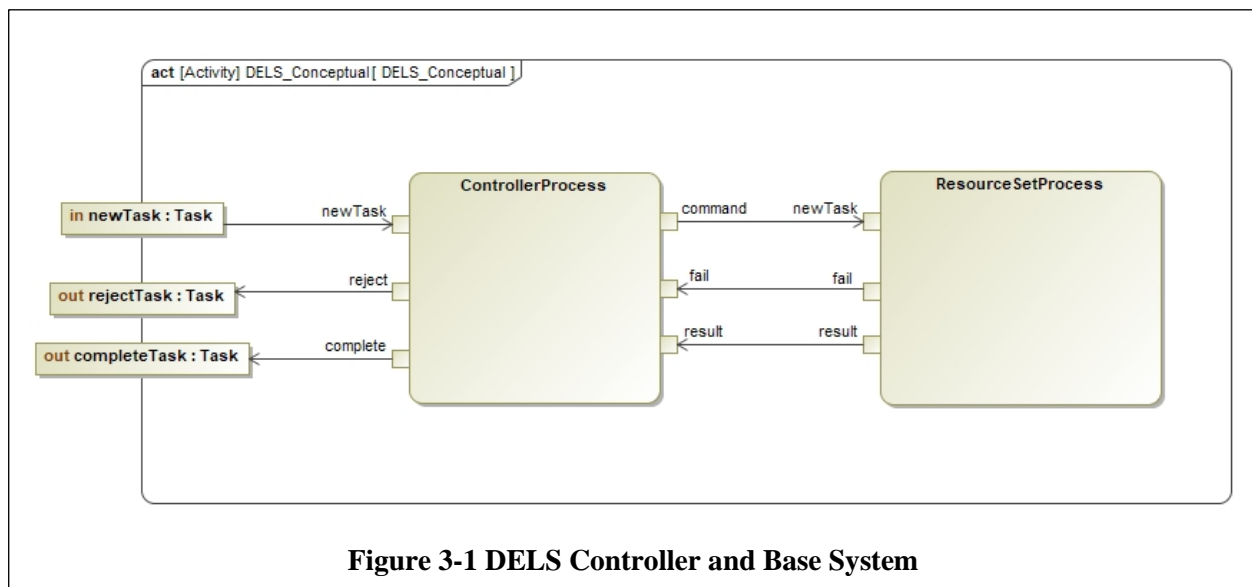 act [Activity] DELS_Conceptual[ DELS_Conceptual ]
ControllerProcess
ResourceSetProcess
in newTask : Task
newTask
command
newTask
out rejectTask : Task
reject
fail
fail
out completeTask : Task
complete
result
result
Figure 3-1 DELS Controller and Base System